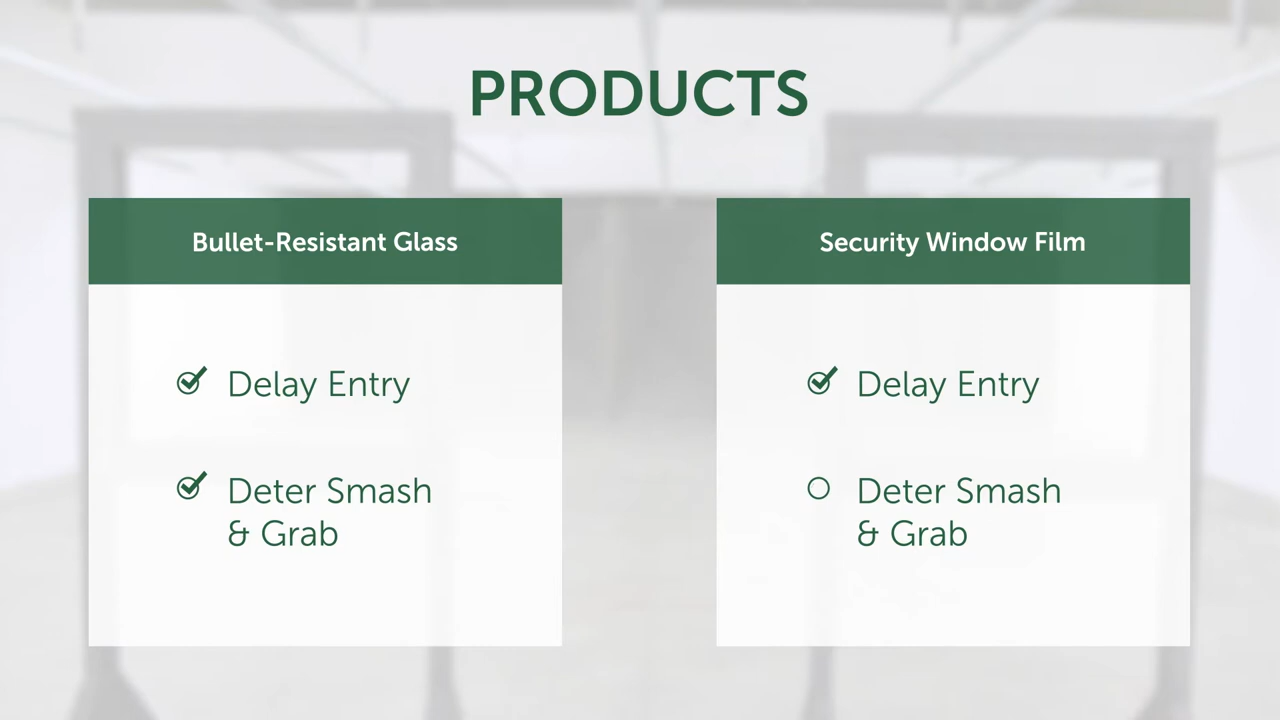 PRODUCTS
Bullet-Resistant Glass
Delay Entry
Deter Smash
& Grab
Security Window Film
Delay Entry
Deter Smash
& Grab